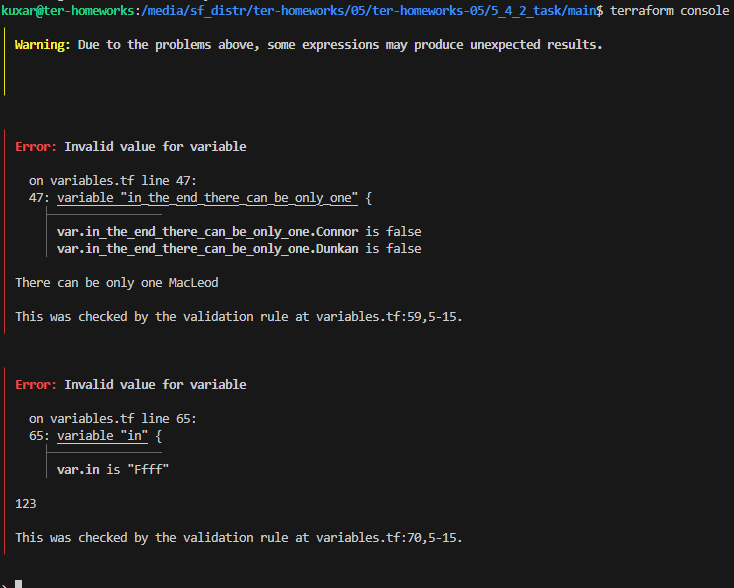 kuxar@ter-homeworks:/media/sf_distr/ter-homeworks/05/ter-homeworks-05/5_4_2_task/main$ terraform console
Warning: Due to the problems above, some expressions may produce unexpected results.
Error: Invalid value for variable
on variables.tf line 47:
47: variable "in_the_end_there_can_be_only_one" {
var.in_the_end_there_can_be_only_one.Connor is false
var.in_the_end_there_can_be_only_one.Dunkan is false
There can be only one MacLeod
This was checked by the validation rule at variables.tf:59,5-15.
Error: Invalid value for variable
on variables.tf line 65:
65: variable "in" {
var.in is "Ffff"
123
This was checked by the validation rule at variables.tf:70,5-15.
>